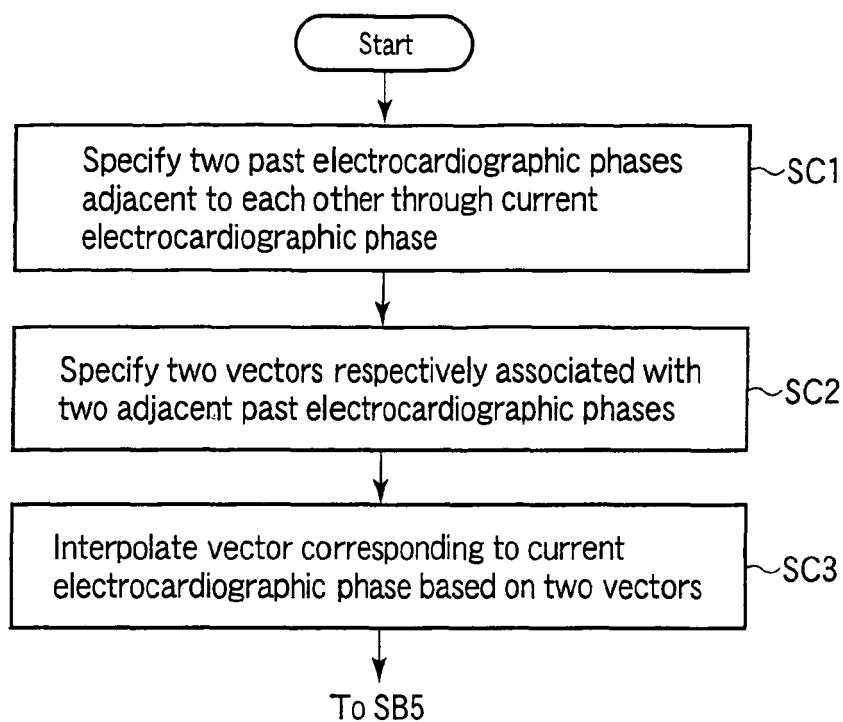 Start
Specify two past electrocardiographic phases
adjacent to each other through current
electrocardiographic phase
SC1
Specify two vectors respectively associated with
two adjacent past electrocardiographic phases
SC2
Interpolate vector corresponding to current
electrocardiographic phase based on two vectors
SC3
To SB5